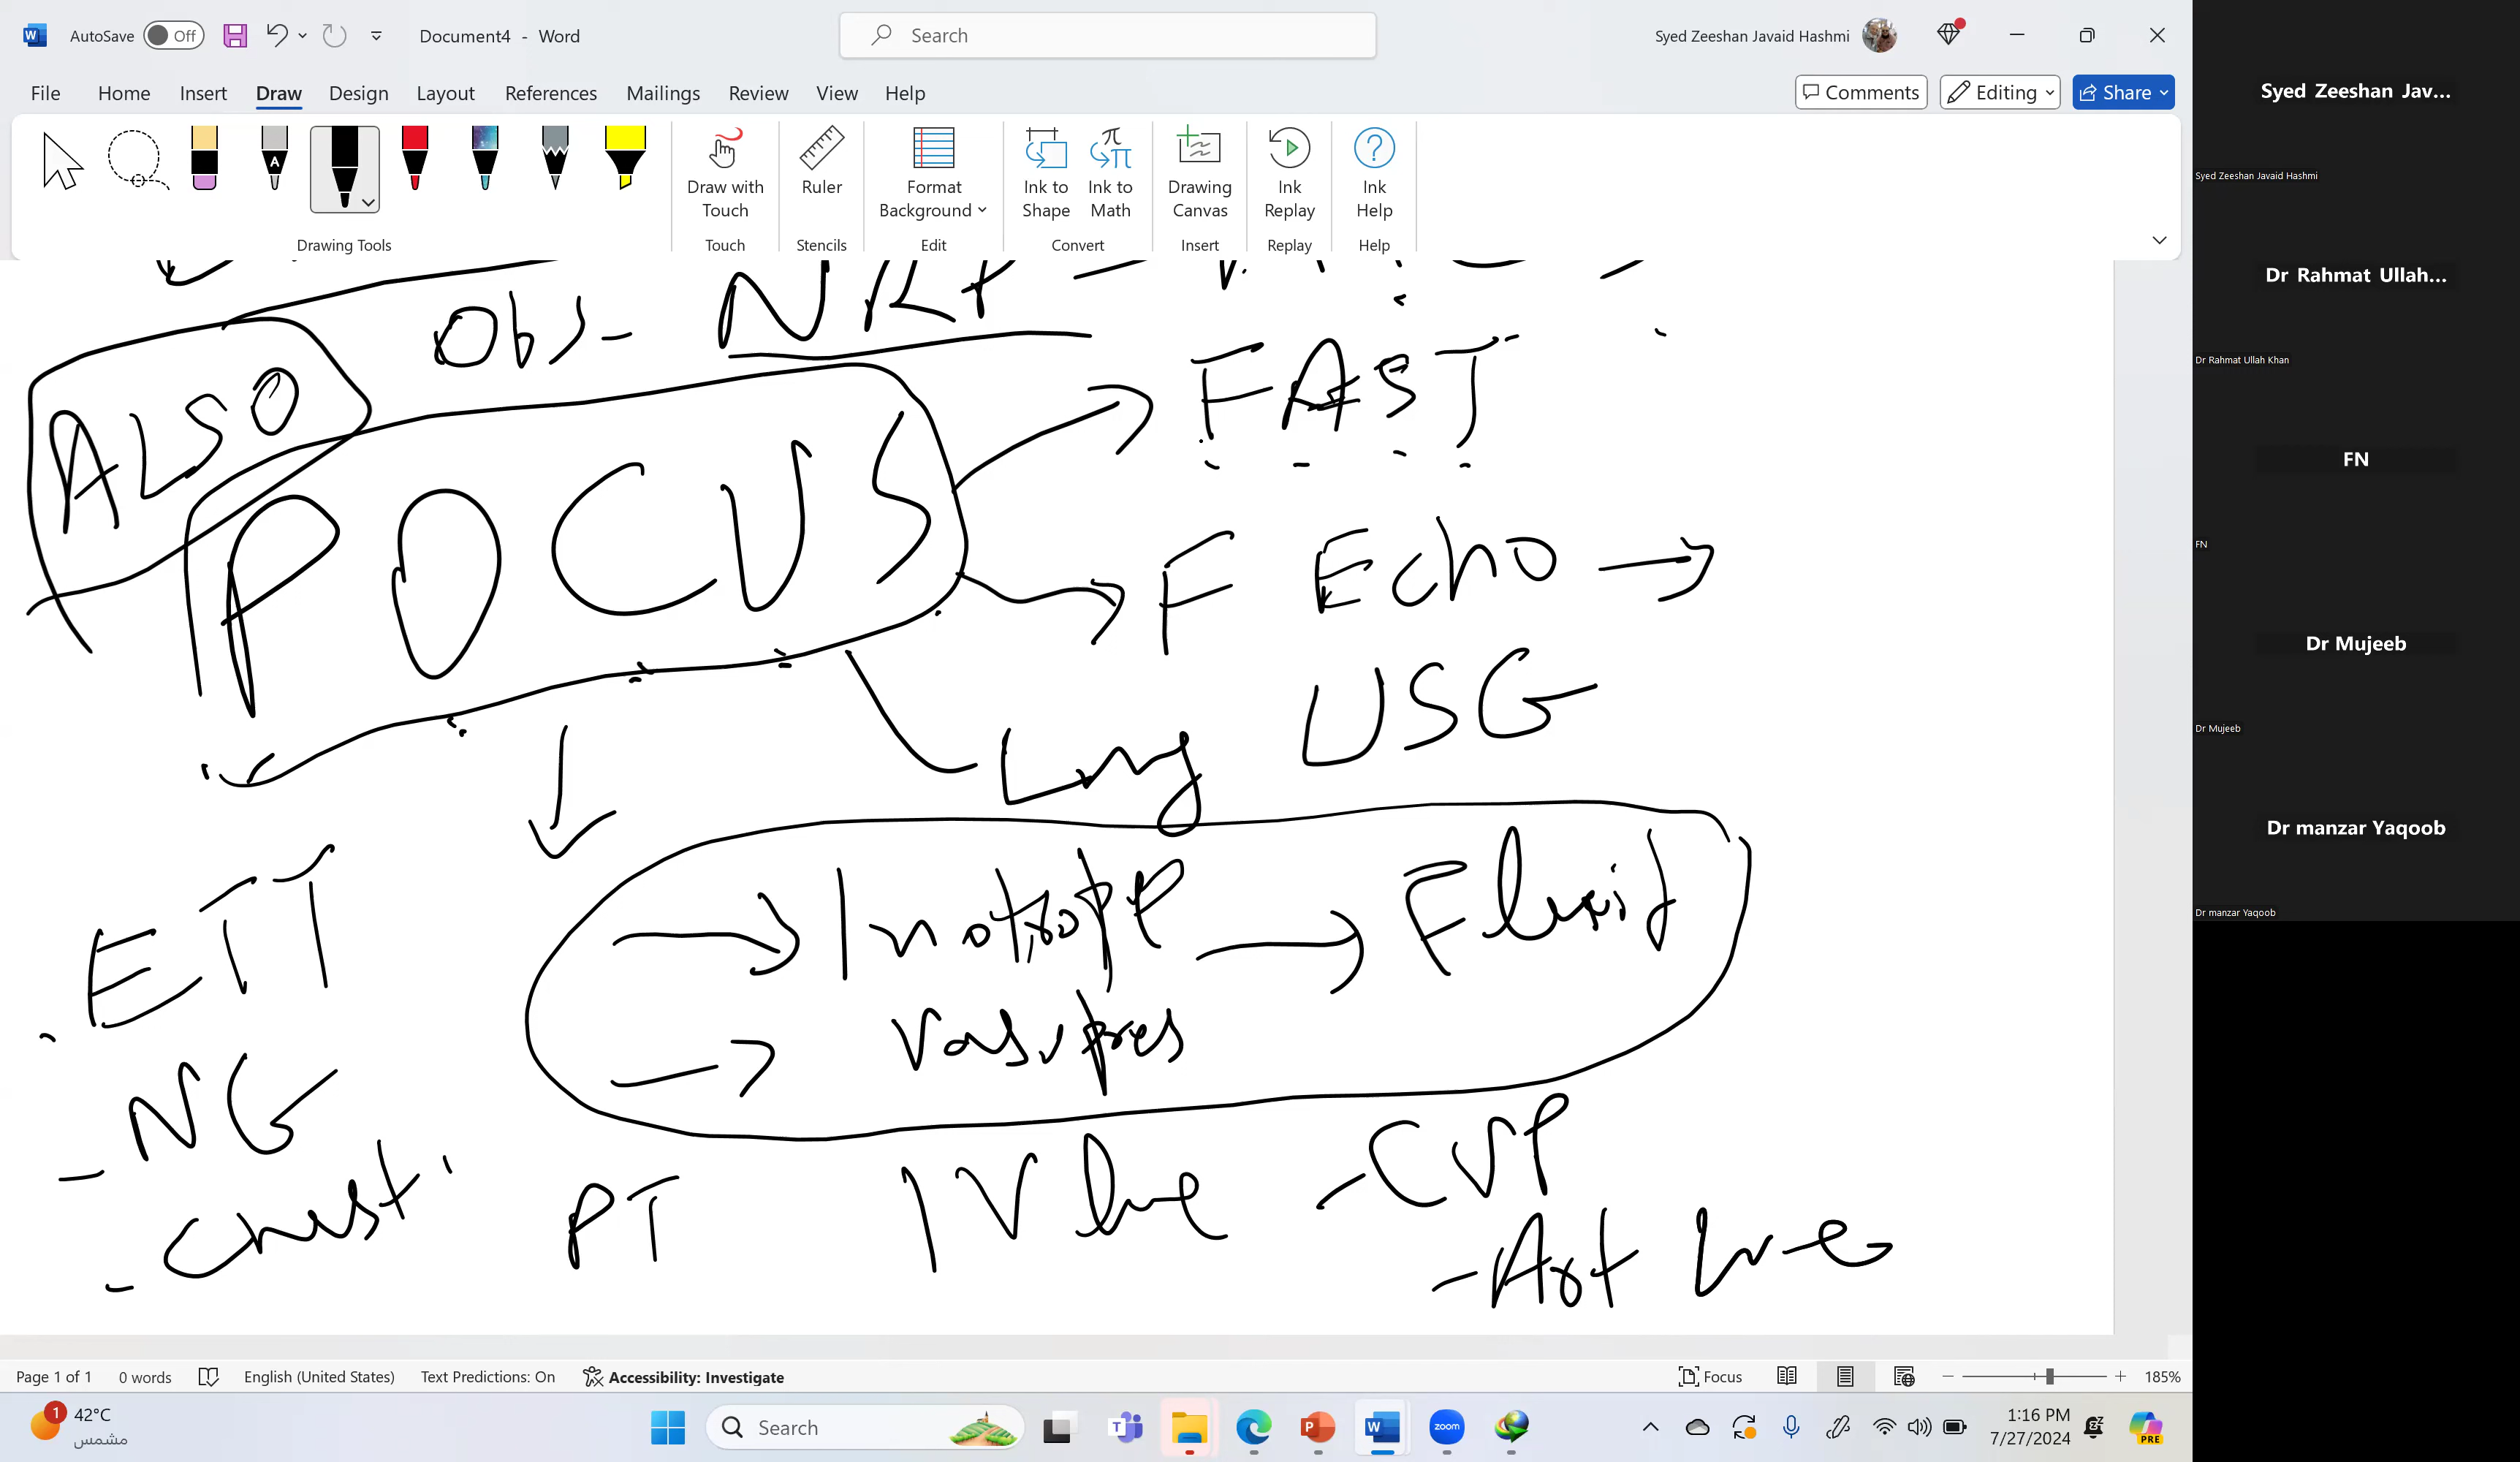 AutoSave Off Document4 - Word Search Syed Zeeshan Javaid Hashmi
File Home Insert Draw Design Layout References Mailings Review View Help Comments Editing Share
Draw with Touch Ruler Format Background Ink to Shape Ink to Math Drawing Canvas Ink Replay Ink Help
Drawing Tools Touch Stencils Edit Convert Insert Replay Help
Obs - NRP
ALSO
FAST
POCUS
F Echo
Lung USG
ETT
Inotrope Fluid
Vasopres
- NG
- Chest PT IV line - CVP
- Art line
Page 1 of 1 0 words English (United States) Text Predictions: On Accessibility: Investigate Focus 185%
1 42°C
مشمس
Search
zoom
PRE
1:16 PM
7/27/2024
Syed Zeeshan Jav...
Syed Zeeshan Javaid Hashmi
Dr Rahmat Ullah...
Dr Rahmat Ullah Khan
FN
FN
Dr Mujeeb
Dr Mujeeb
Dr manzar Yaqoob
Dr manzar Yaqoob